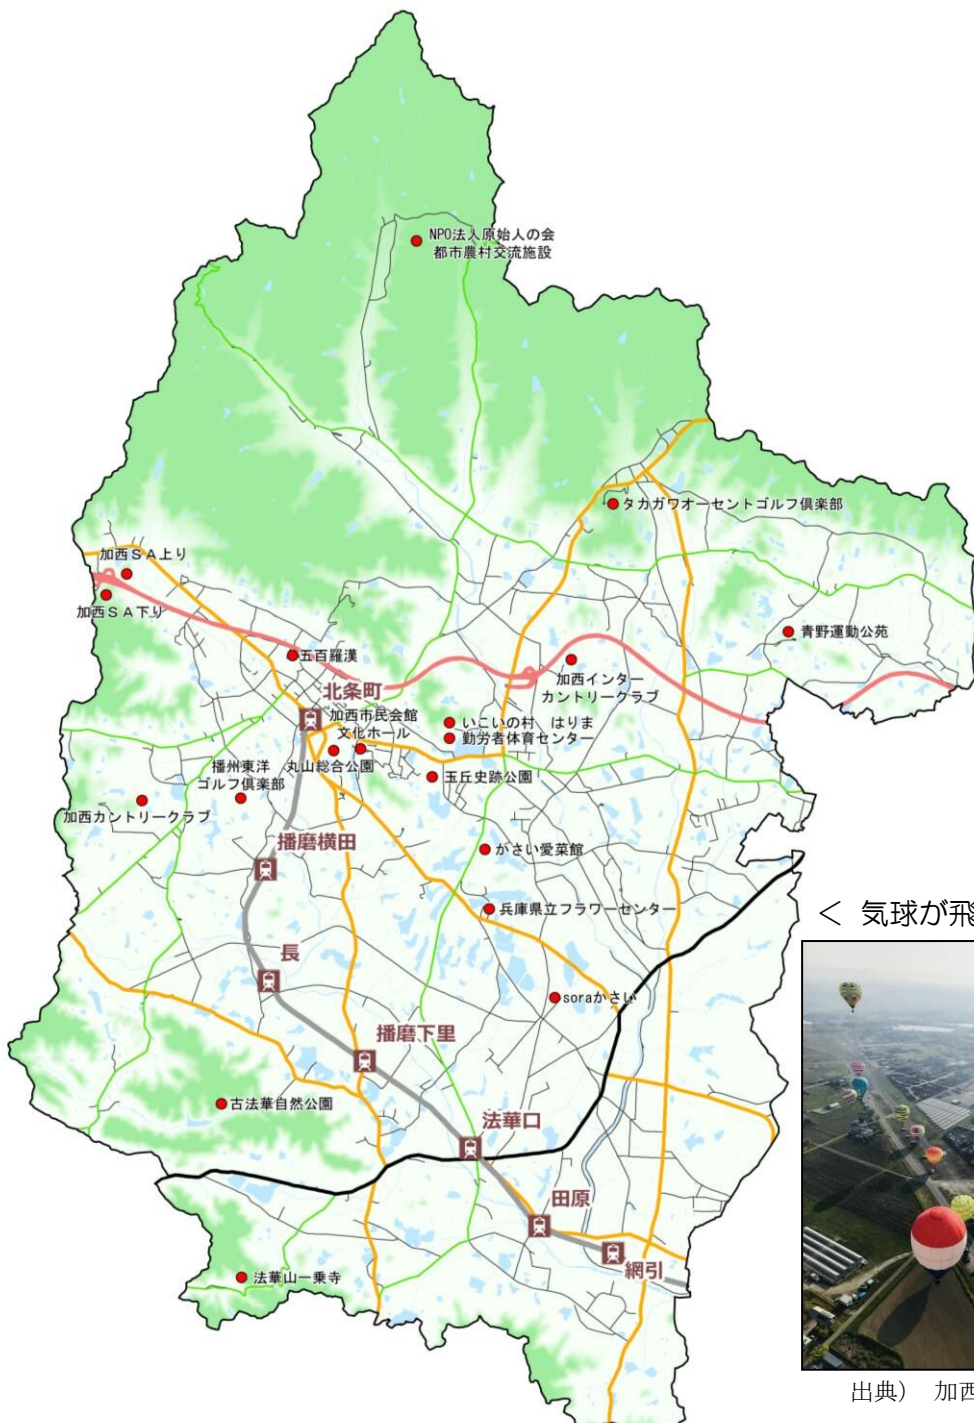 NPO法人原始人の会
都市農村交流施設
タカガワオーセントゴルフ倶楽部
加西ＳＡ上り
加西ＳＡ下り
青野運動公苑
五百羅漢
加西インター
カントリークラブ
北条町
加西市民会館
文化ホール
いこいの村　はりま
勤労者体育センター
丸山総合公園
播州東洋
ゴルフ倶楽部
玉丘史跡公園
加西カントリークラブ
播磨横田
かさい愛菜館
兵庫県立フラワーセンター
＜ 気球が飛
長
soraかさい
播磨下里
古法華自然公園
法華口
田原
網引
法華山一乗寺
出典） 加西